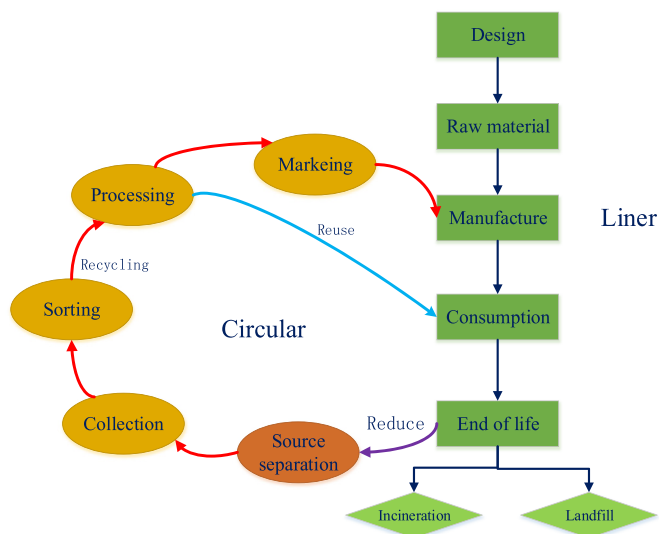 Design
Raw material
Markeing
Processing
Manufacture
Liner
Reuse
Recycling
Sorting
Circular
Consumption
Collection
Reduce
End of life
Source
separation
Incineration
Landfill